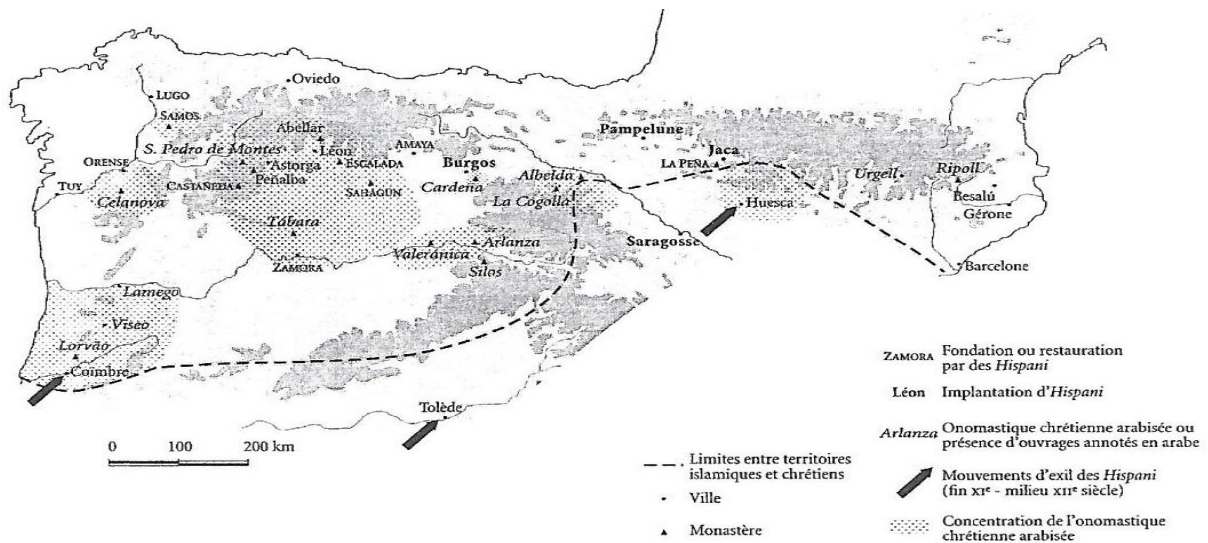 Oviedo
LUGO
SAMOS
Abellar
S. Pedro de Montes
Léon
AMAYA
Pampelune
ORENSE
Astorga
ESCALADA
Burgos
Jaca
LA PEÑA
TUY
CASTAÑEDA
Peñalba
Cardeña
Albelda
Urgell
Ripoll
SAHAGUN
Celanova
La Cogolla
Huesca
Besalú
Gérone
Tábara
Arlanza
Saragosse
Valeránica
ZAMORA
Silos
Barcelone
Lamego
Viseo
Lorvão
Coïmbre
Tolède
0 100 200 km
Limites entre territoires
islamiques et chrétiens
Ville
Monastère
ZAMORA Fondation ou restauration
par des Hispani
Léon Implantation d'Hispani
Arlanza Onomastique chrétienne arabisée ou
présence d'ouvrages annotés en arabe
Mouvements d'exil des Hispani
(fin XIe - milieu XIIe siècle)
Concentration de l'onomastique
chrétienne arabisée